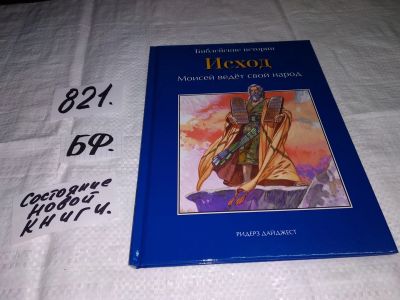 821.
БФ.
Состояние
новой
книги.
Библейские истории
Исход
Моисей ведёт свой народ
РИДЕРЗ ДАЙДЖЕСТ